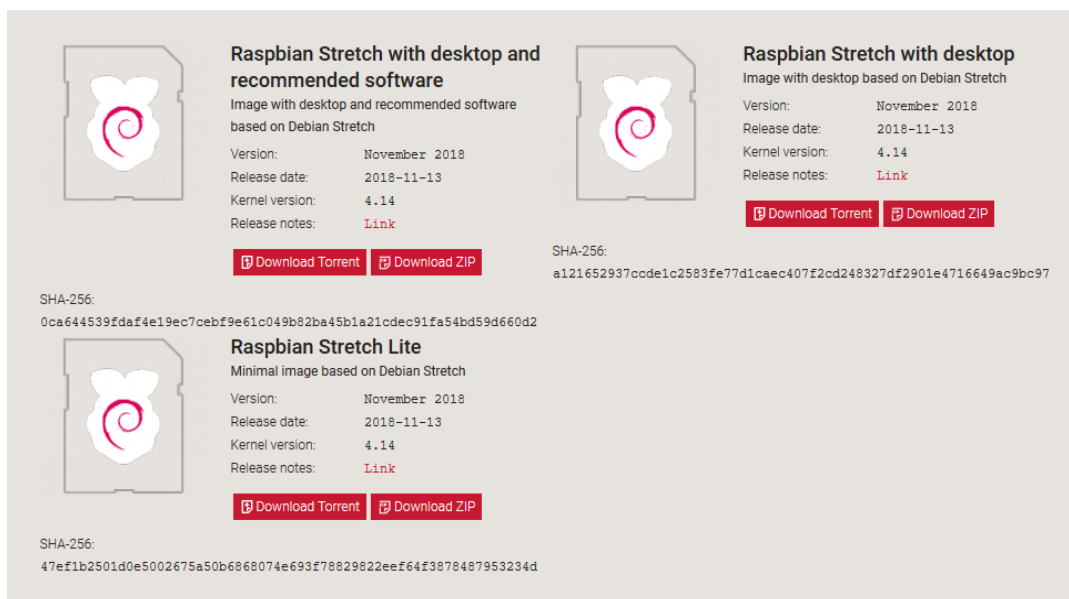 Raspbian Stretch with desktop and
recommended software
Image with desktop and recommended software
based on Debian Stretch
Version: November 2018
Release date: 2018-11-13
Kernel version: 4.14
Release notes: Link
Download Torrent Download ZIP
SHA-256:
0ca644539fdaf4e19ec7cebf9e61c049b82ba45b1a21cdec91fa54bd59d660d2
Raspbian Stretch with desktop
Image with desktop based on Debian Stretch
Version: November 2018
Release date: 2018-11-13
Kernel version: 4.14
Release notes: Link
Download Torrent Download ZIP
SHA-256:
a121652937ccde1c2583fe77d1caec407f2cd248327df2901e4716649ac9bc97
Raspbian Stretch Lite
Minimal image based on Debian Stretch
Version: November 2018
Release date: 2018-11-13
Kernel version: 4.14
Release notes: Link
Download Torrent Download ZIP
SHA-256:
47ef1b2501d0e5002675a50b6868074e693f78829822eef64f3878487953234d